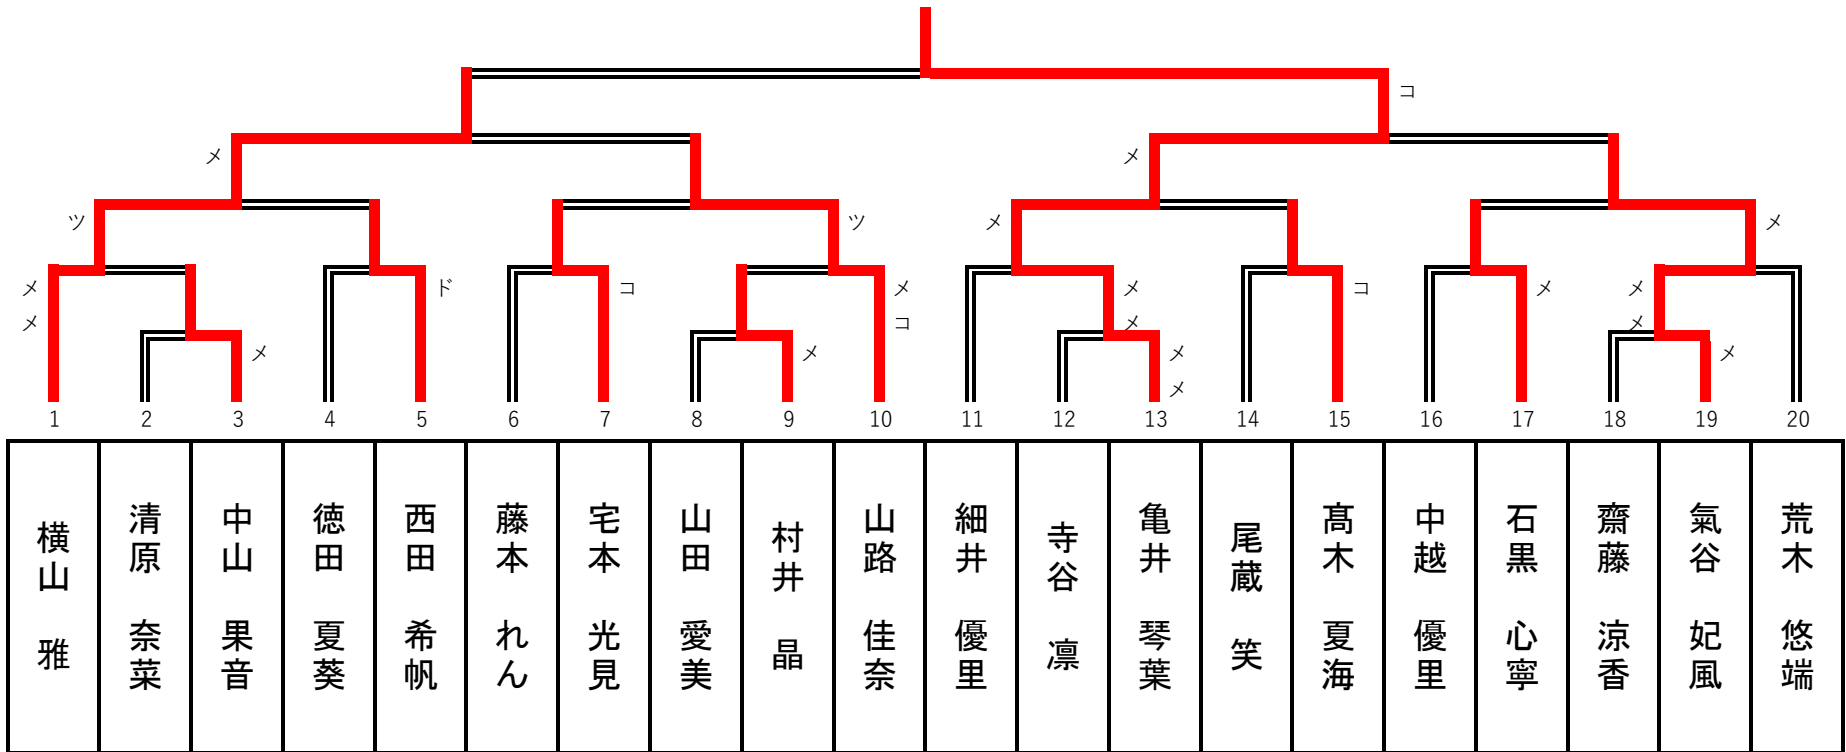 コ
メ
メ
ツ
ツ
メ
メ
メ
ド
コ
メ
メ
コ
メ
メ
メ
メ
コ
メ
メ
メ
メ
メ
メ
メ
1 2 3 4 5 6 7 8 9 10 11 12 13 14 15 16 17 18 19 20
横山 雅
清原 奈菜
中山 果音
徳田 夏葵
西田 希帆
藤本 れん
宅本 光見
山田 愛美
村井 晶
山路 佳奈
細井 優里
寺谷 凛
亀井 琴葉
尾蔵 笑
髙木 夏海
中越 優里
石黒 心寧
齋藤 涼香
氣谷 妃風
荒木 悠端